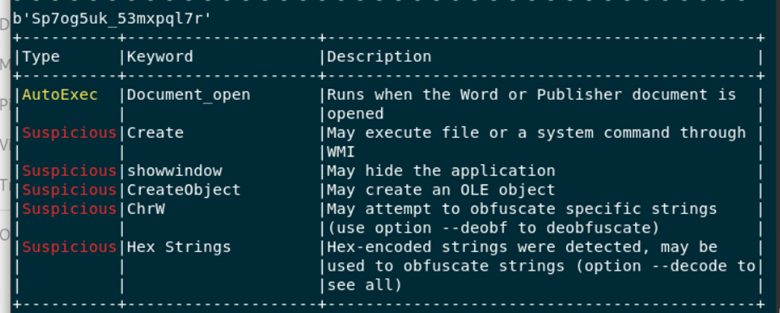 b'Sp7og5uk_53mxpql7r'
Type |Keyword |Description
AutoExec |Document_open |Runs when the Word or Publisher document is
opened
Suspicious|Create |May execute file or a system command through
WMI
Suspicious|showwindow |May hide the application
Suspicious|CreateObject |May create an OLE object
Suspicious|ChrW |May attempt to obfuscate specific strings
(use option --deobf to deobfuscate)
Suspicious|Hex Strings |Hex-encoded strings were detected, may be
used to obfuscate strings (option --decode to
see all)